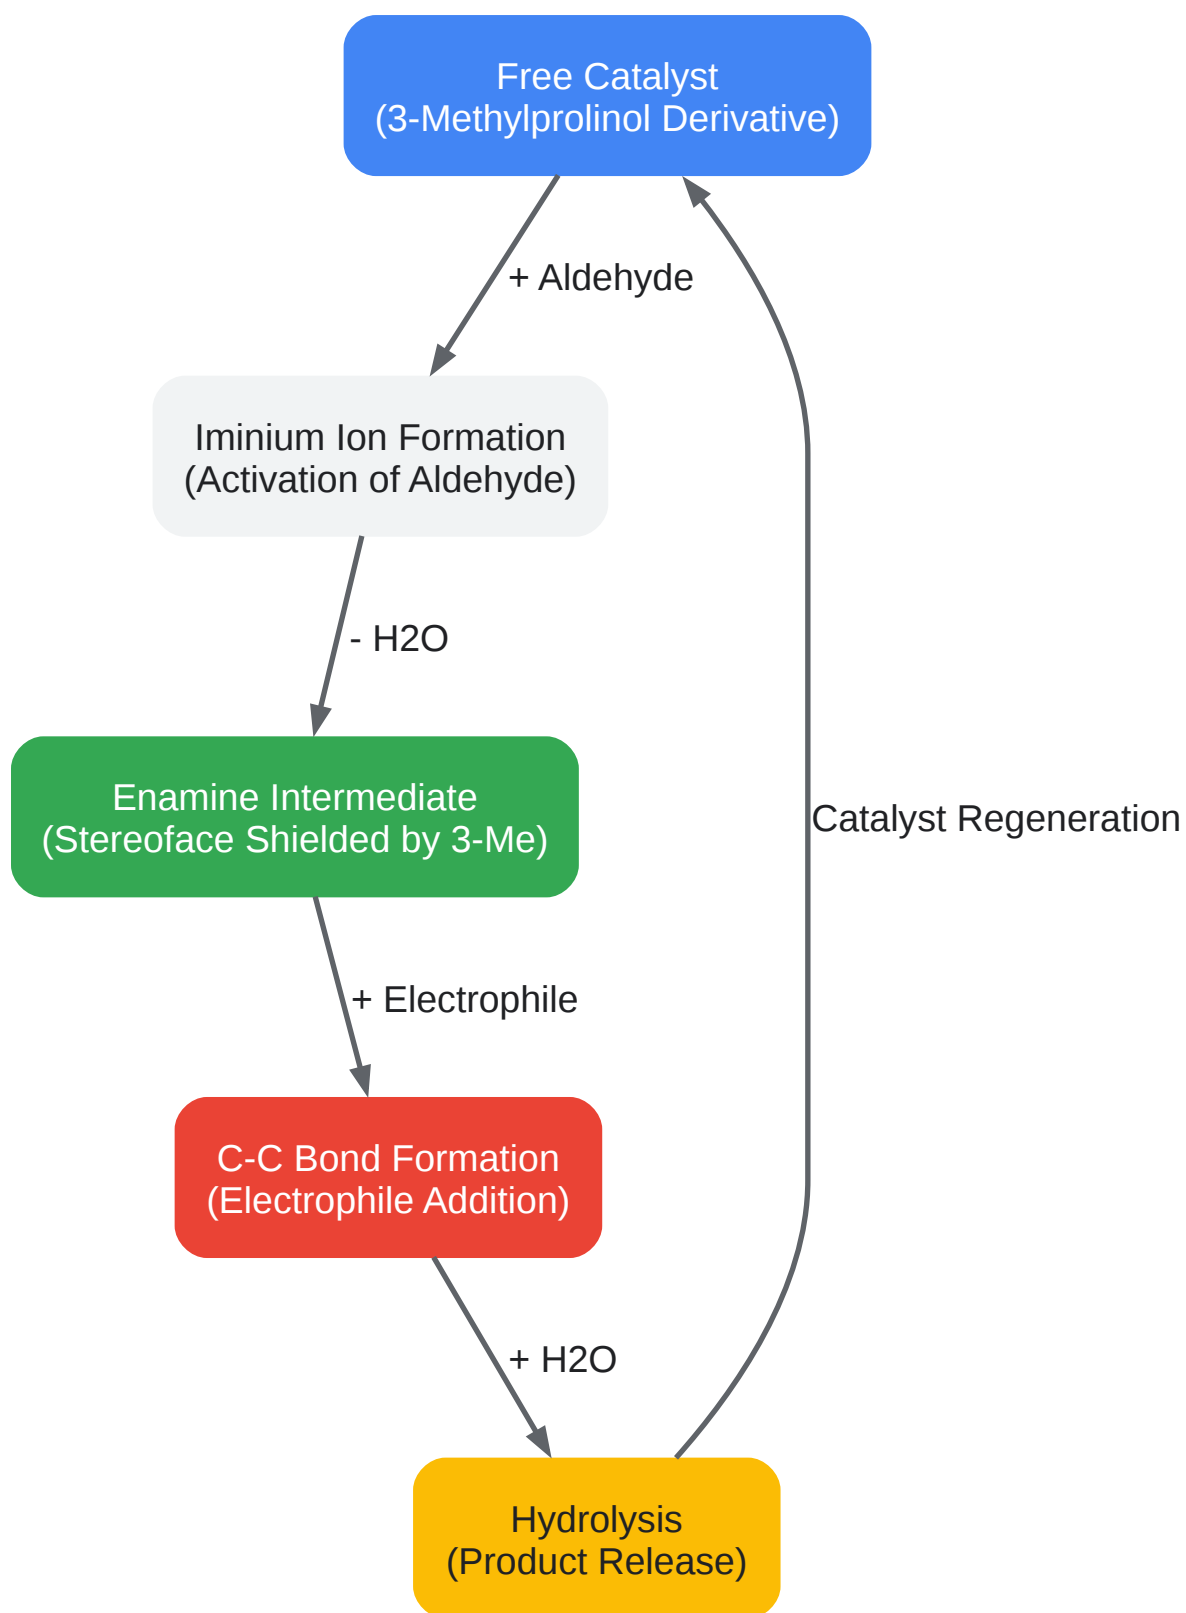 Free Catalyst
(3-Methylprolinol Derivative)
+ Aldehyde
Iminium Ion Formation
(Activation of Aldehyde)
- H2O
Enamine Intermediate
(Stereoface Shielded by 3-Me)
Catalyst Regeneration
+ Electrophile
C-C Bond Formation
(Electrophile Addition)
+ H2O
Hydrolysis
(Product Release)